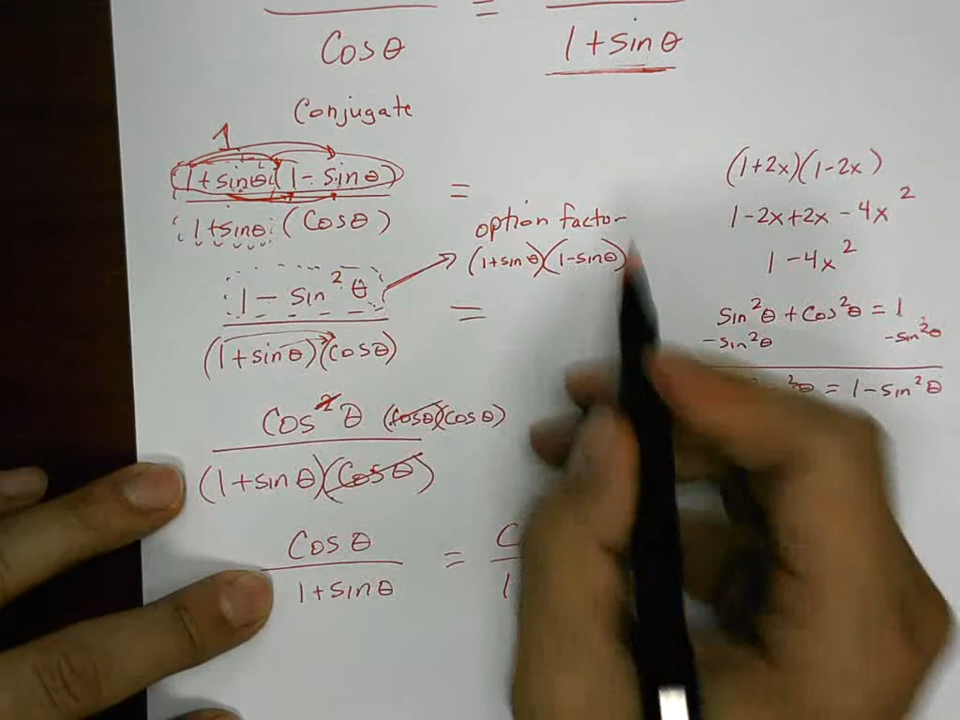 =
Cosθ
1+sinθ
Conjugate
1
(1+sinθ)(1-sinθ) =
1+sinθ (Cosθ)
option factor
(1+sinθ)(1-sinθ)
1 - sin²θ =
(1+sinθ)(cosθ)
Cos²θ (cosθ)(cosθ)
(1+sinθ)(Cosθ)
Cosθ = C
1+sinθ 1
(1+2x)(1-2x)
1-2x+2x-4x²
1-4x²
sin²θ + cos²θ = 1
-sin²θ -sin²θ
²θ = 1-sin²θ